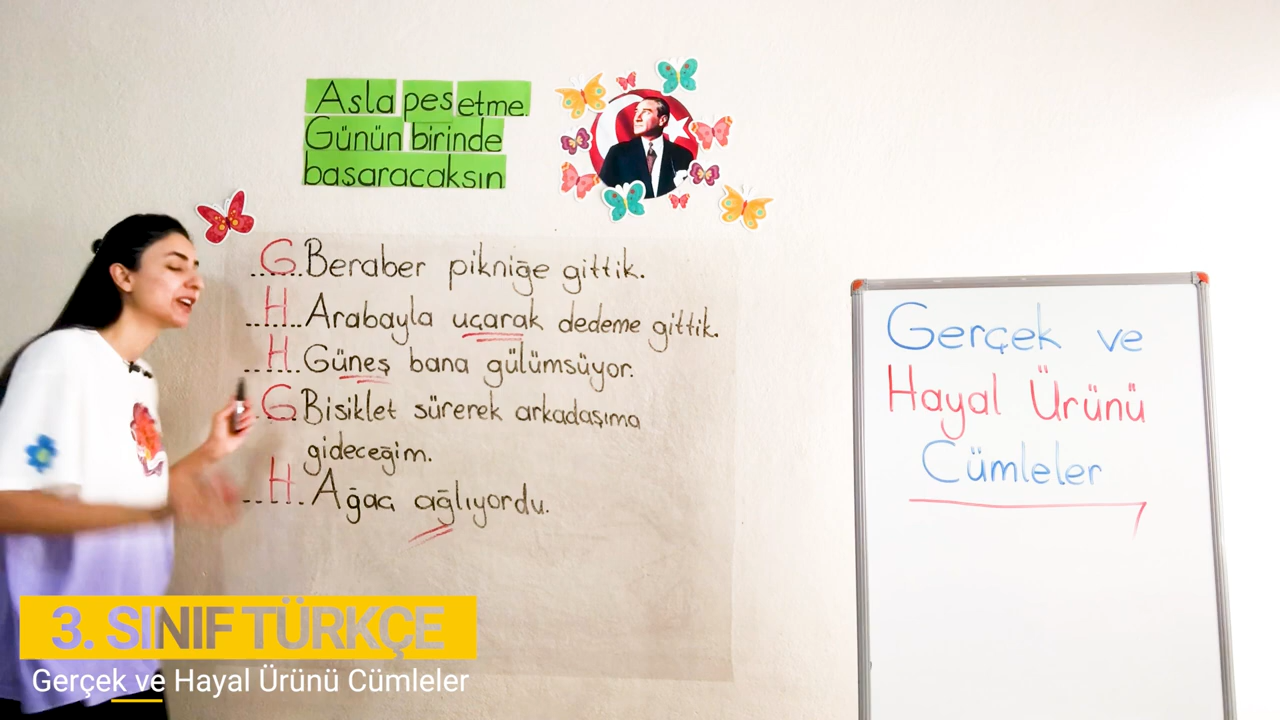 Asla pes etme.
Günün birinde
başaracaksın
G Beraber pikniğe gittik.
H Arabayla uçarak dedeme gittik.
H Güneş bana gülümsüyor.
G Bisiklet sürerek arkadaşıma
gideceğim.
H Ağaç ağlıyordu.
Gerçek ve
Hayal Ürünü
Cümleler
3. SINIF TÜRKÇE
Gerçek ve Hayal Ürünü Cümleler